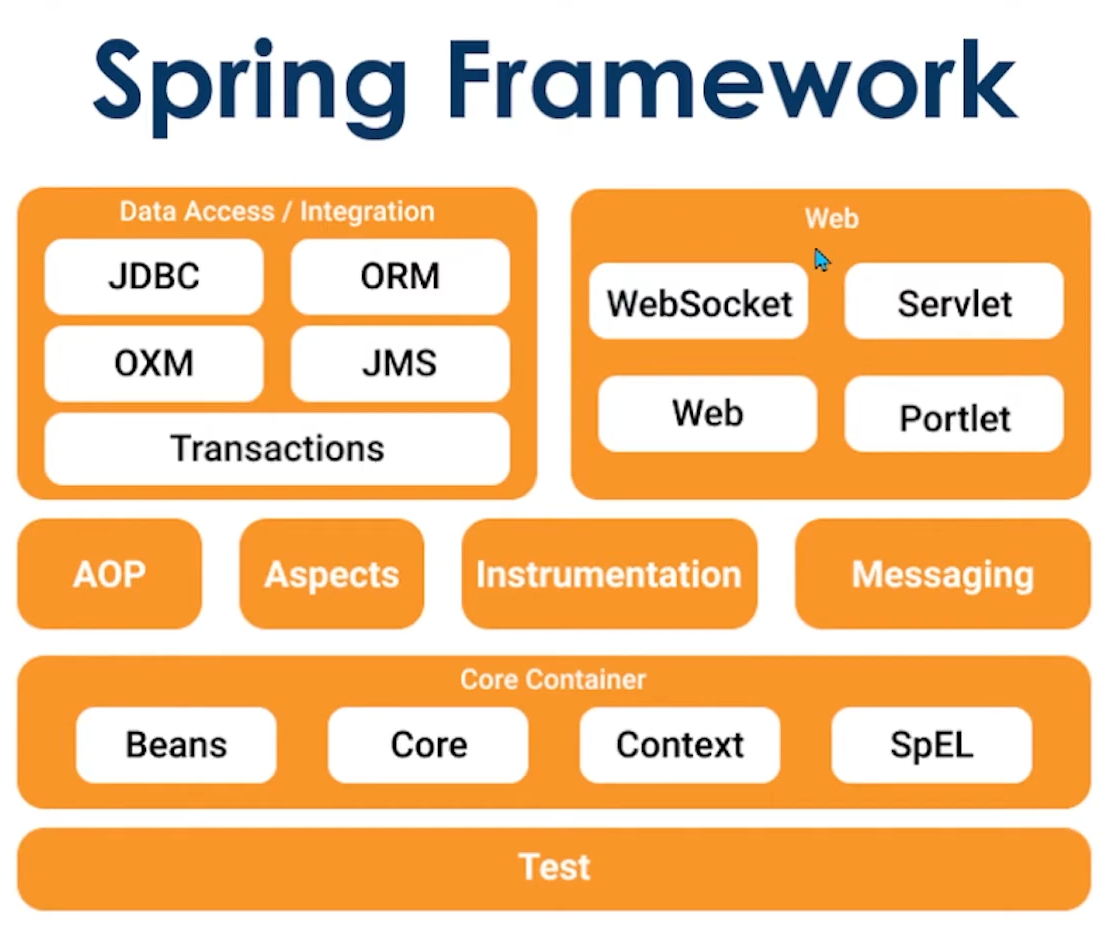 Spring Framework
Data Access / Integration
JDBC
ORM
OXM
JMS
Transactions
Web
WebSocket
Servlet
Web
Portlet
AOP
Aspects
Instrumentation
Messaging
Core Container
Beans
Core
Context
SpEL
Test